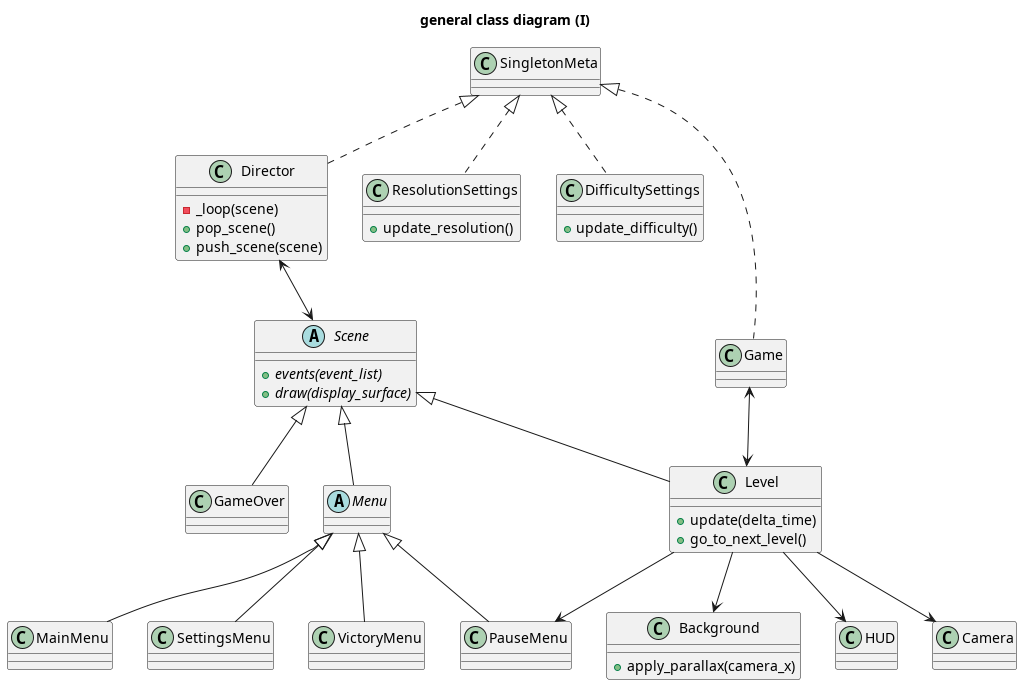 general class diagram (I)
C SingletonMeta
C Director
_loop(scene)
pop_scene()
push_scene(scene)
C ResolutionSettings
update_resolution()
C DifficultySettings
update_difficulty()
A Scene
events(event_list)
draw(display_surface)
C Game
C GameOver
A Menu
C Level
update(delta_time)
go_to_next_level()
C MainMenu
C SettingsMenu
C VictoryMenu
C PauseMenu
C Background
apply_parallax(camera_x)
C HUD
C Camera